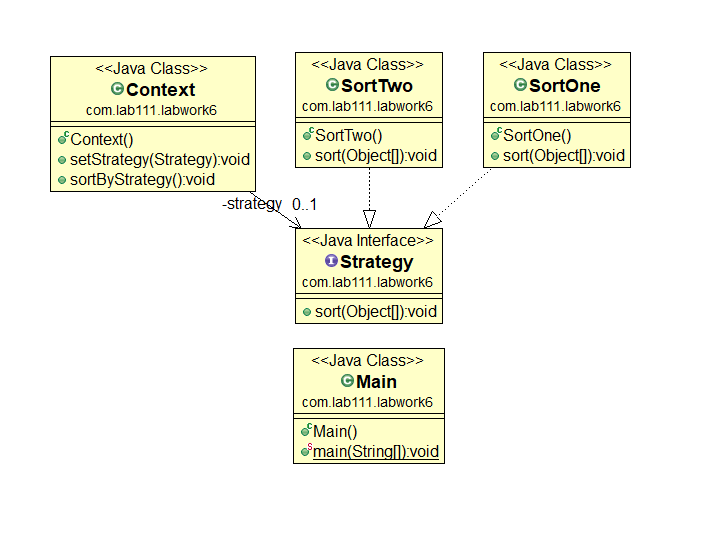 <<Java Class>>
Context
com.lab111.labwork6
Context()
setStrategy(Strategy):void
sortByStrategy():void
<<Java Class>>
SortTwo
com.lab111.labwork6
SortTwo()
sort(Object[]):void
<<Java Class>>
SortOne
com.lab111.labwork6
SortOne()
sort(Object[]):void
-strategy 0..1
<<Java Interface>>
Strategy
com.lab111.labwork6
sort(Object[]):void
<<Java Class>>
Main
com.lab111.labwork6
Main()
main(String[]):void